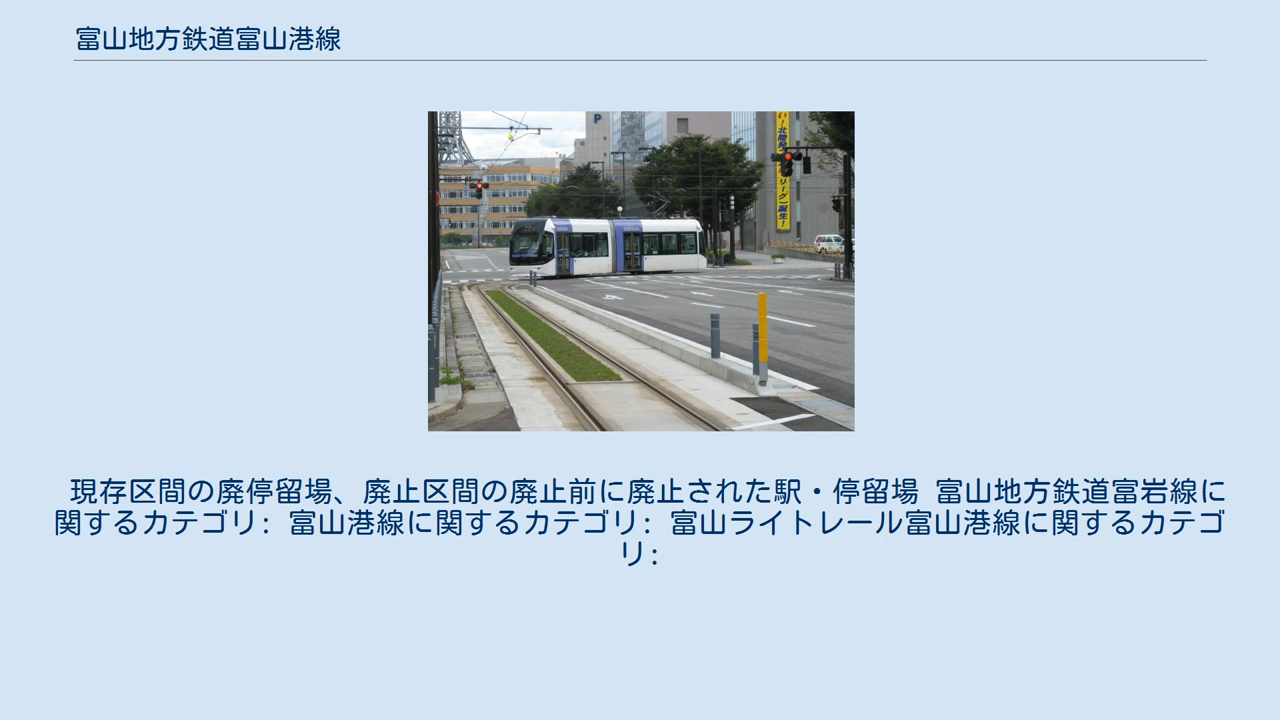 富山地方鉄道富山港線
P
現存区間の廃停留場、廃止区間の廃止前に廃止された駅・停留場 富山地方鉄道富岩線に
関するカテゴリ: 富山港線に関するカテゴリ: 富山ライトレール富山港線に関するカテゴ
リ: